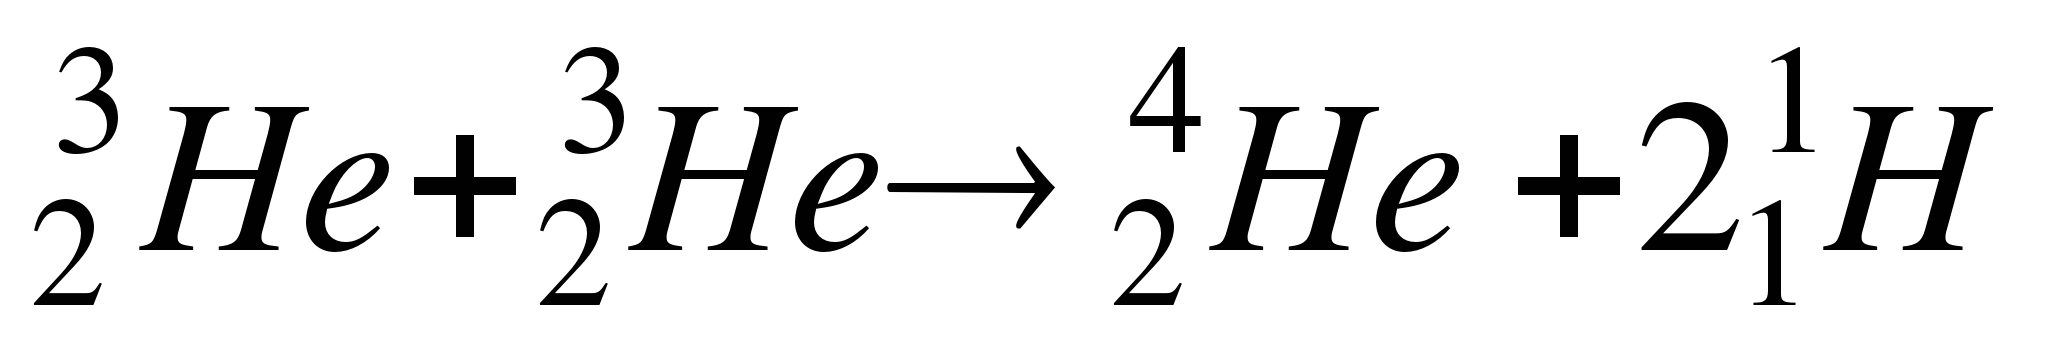 ³₂He + ³₂He → ⁴₂He + 2¹₁H